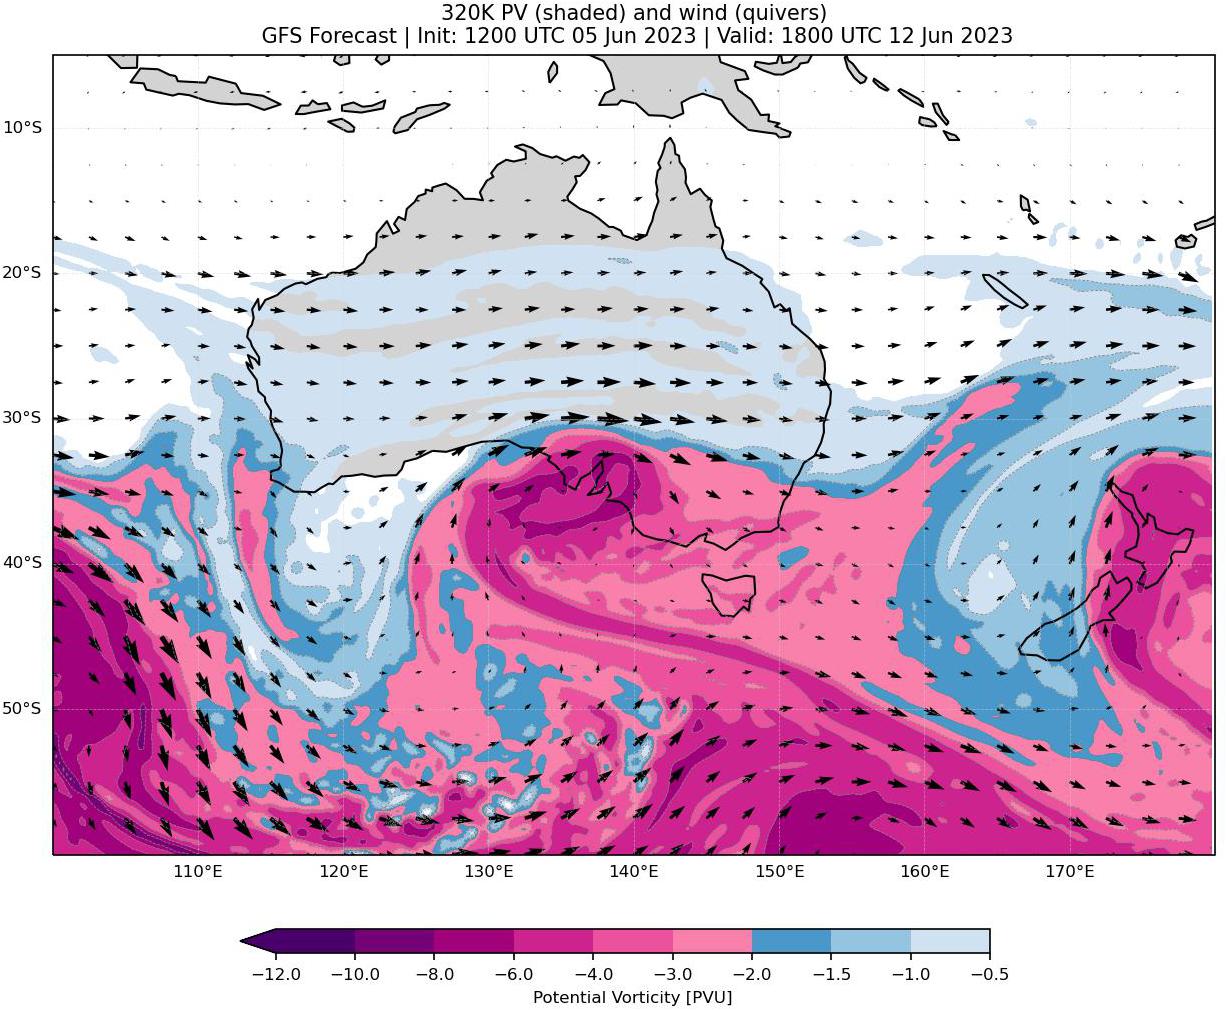 320K PV (shaded) and wind (quivers)
GFS Forecast | Init: 1200 UTC 05 Jun 2023 | Valid: 1800 UTC 12 Jun 2023
10°S
20°S
30°S
40°S
50°S
110°E 120°E 130°E 140°E 150°E 160°E 170°E
−12.0 −10.0 −8.0 −6.0 −4.0 −3.0 −2.0 −1.5 −1.0 −0.5
Potential Vorticity [PVU]